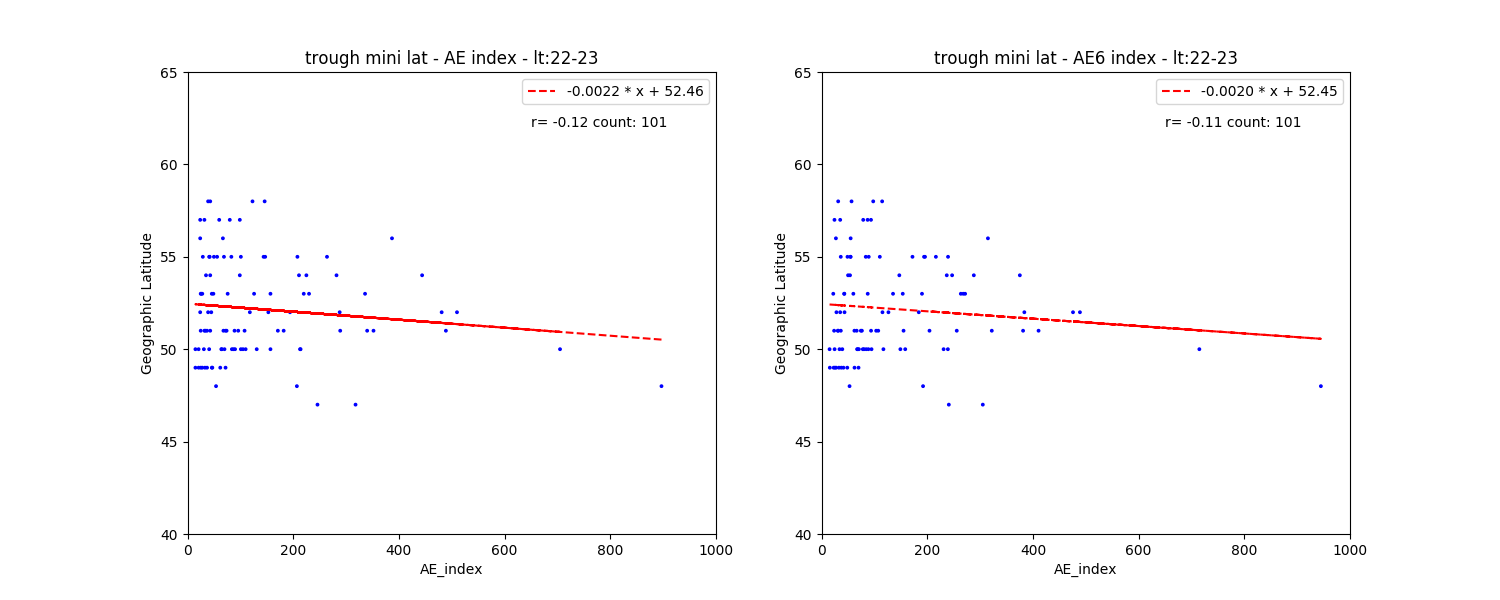 trough mini lat - AE index - lt:22-23
65
60
55
50
45
40
Geographic Latitude
-0.0022 * x + 52.46
r= -0.12 count: 101
0 200 400 600 800 1000
AE_index
trough mini lat - AE6 index - lt:22-23
65
60
55
50
45
40
Geographic Latitude
-0.0020 * x + 52.45
r= -0.11 count: 101
0 200 400 600 800 1000
AE_index